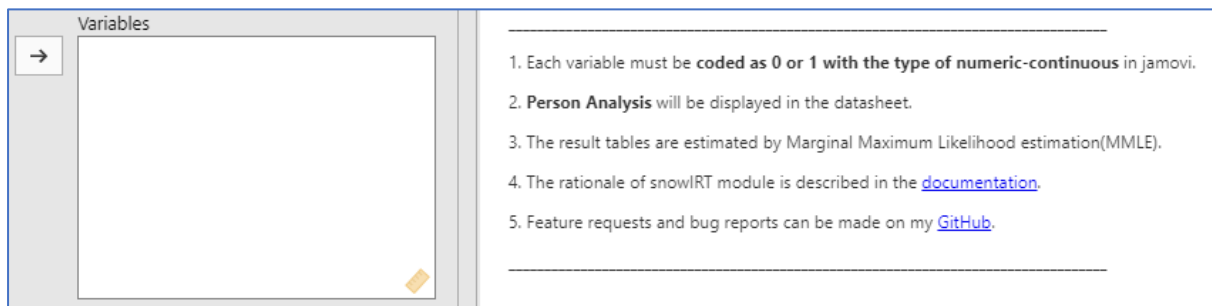 Variables
→
1. Each variable must be coded as 0 or 1 with the type of numeric-continuous in jamovi.
2. Person Analysis will be displayed in the datasheet.
3. The result tables are estimated by Marginal Maximum Likelihood estimation(MMLE).
4. The rationale of snowIRT module is described in the documentation.
5. Feature requests and bug reports can be made on my GitHub.